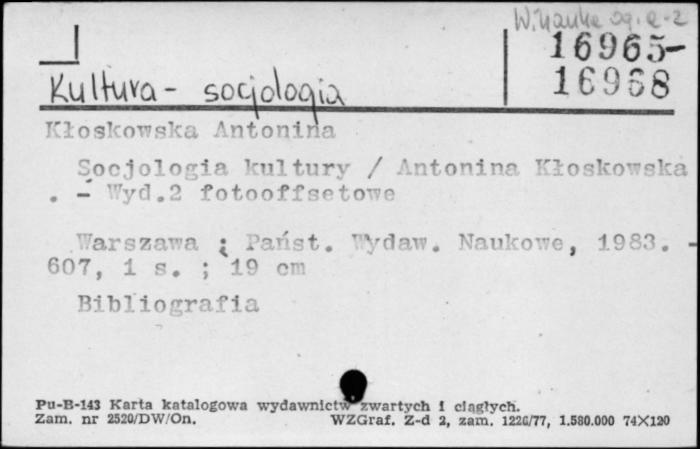 W. nauka og. e-2
16965-
16968
Kultura - socjologia
Kłoskowska Antonina
Socjologia kultury / Antonina Kłoskowska
. - Wyd.2 fotooffsetowe
Warszawa ; Państ. Wydaw. Naukowe, 1983. -
607, 1 s. ; 19 cm
Bibliografia
Pu-B-143 Karta katalogowa wydawnictw zwartych i ciągłych.
Zam. nr 2520/DW/On. WZGraf. Z-d 2, zam. 1226/77, 1.580.000 74X120